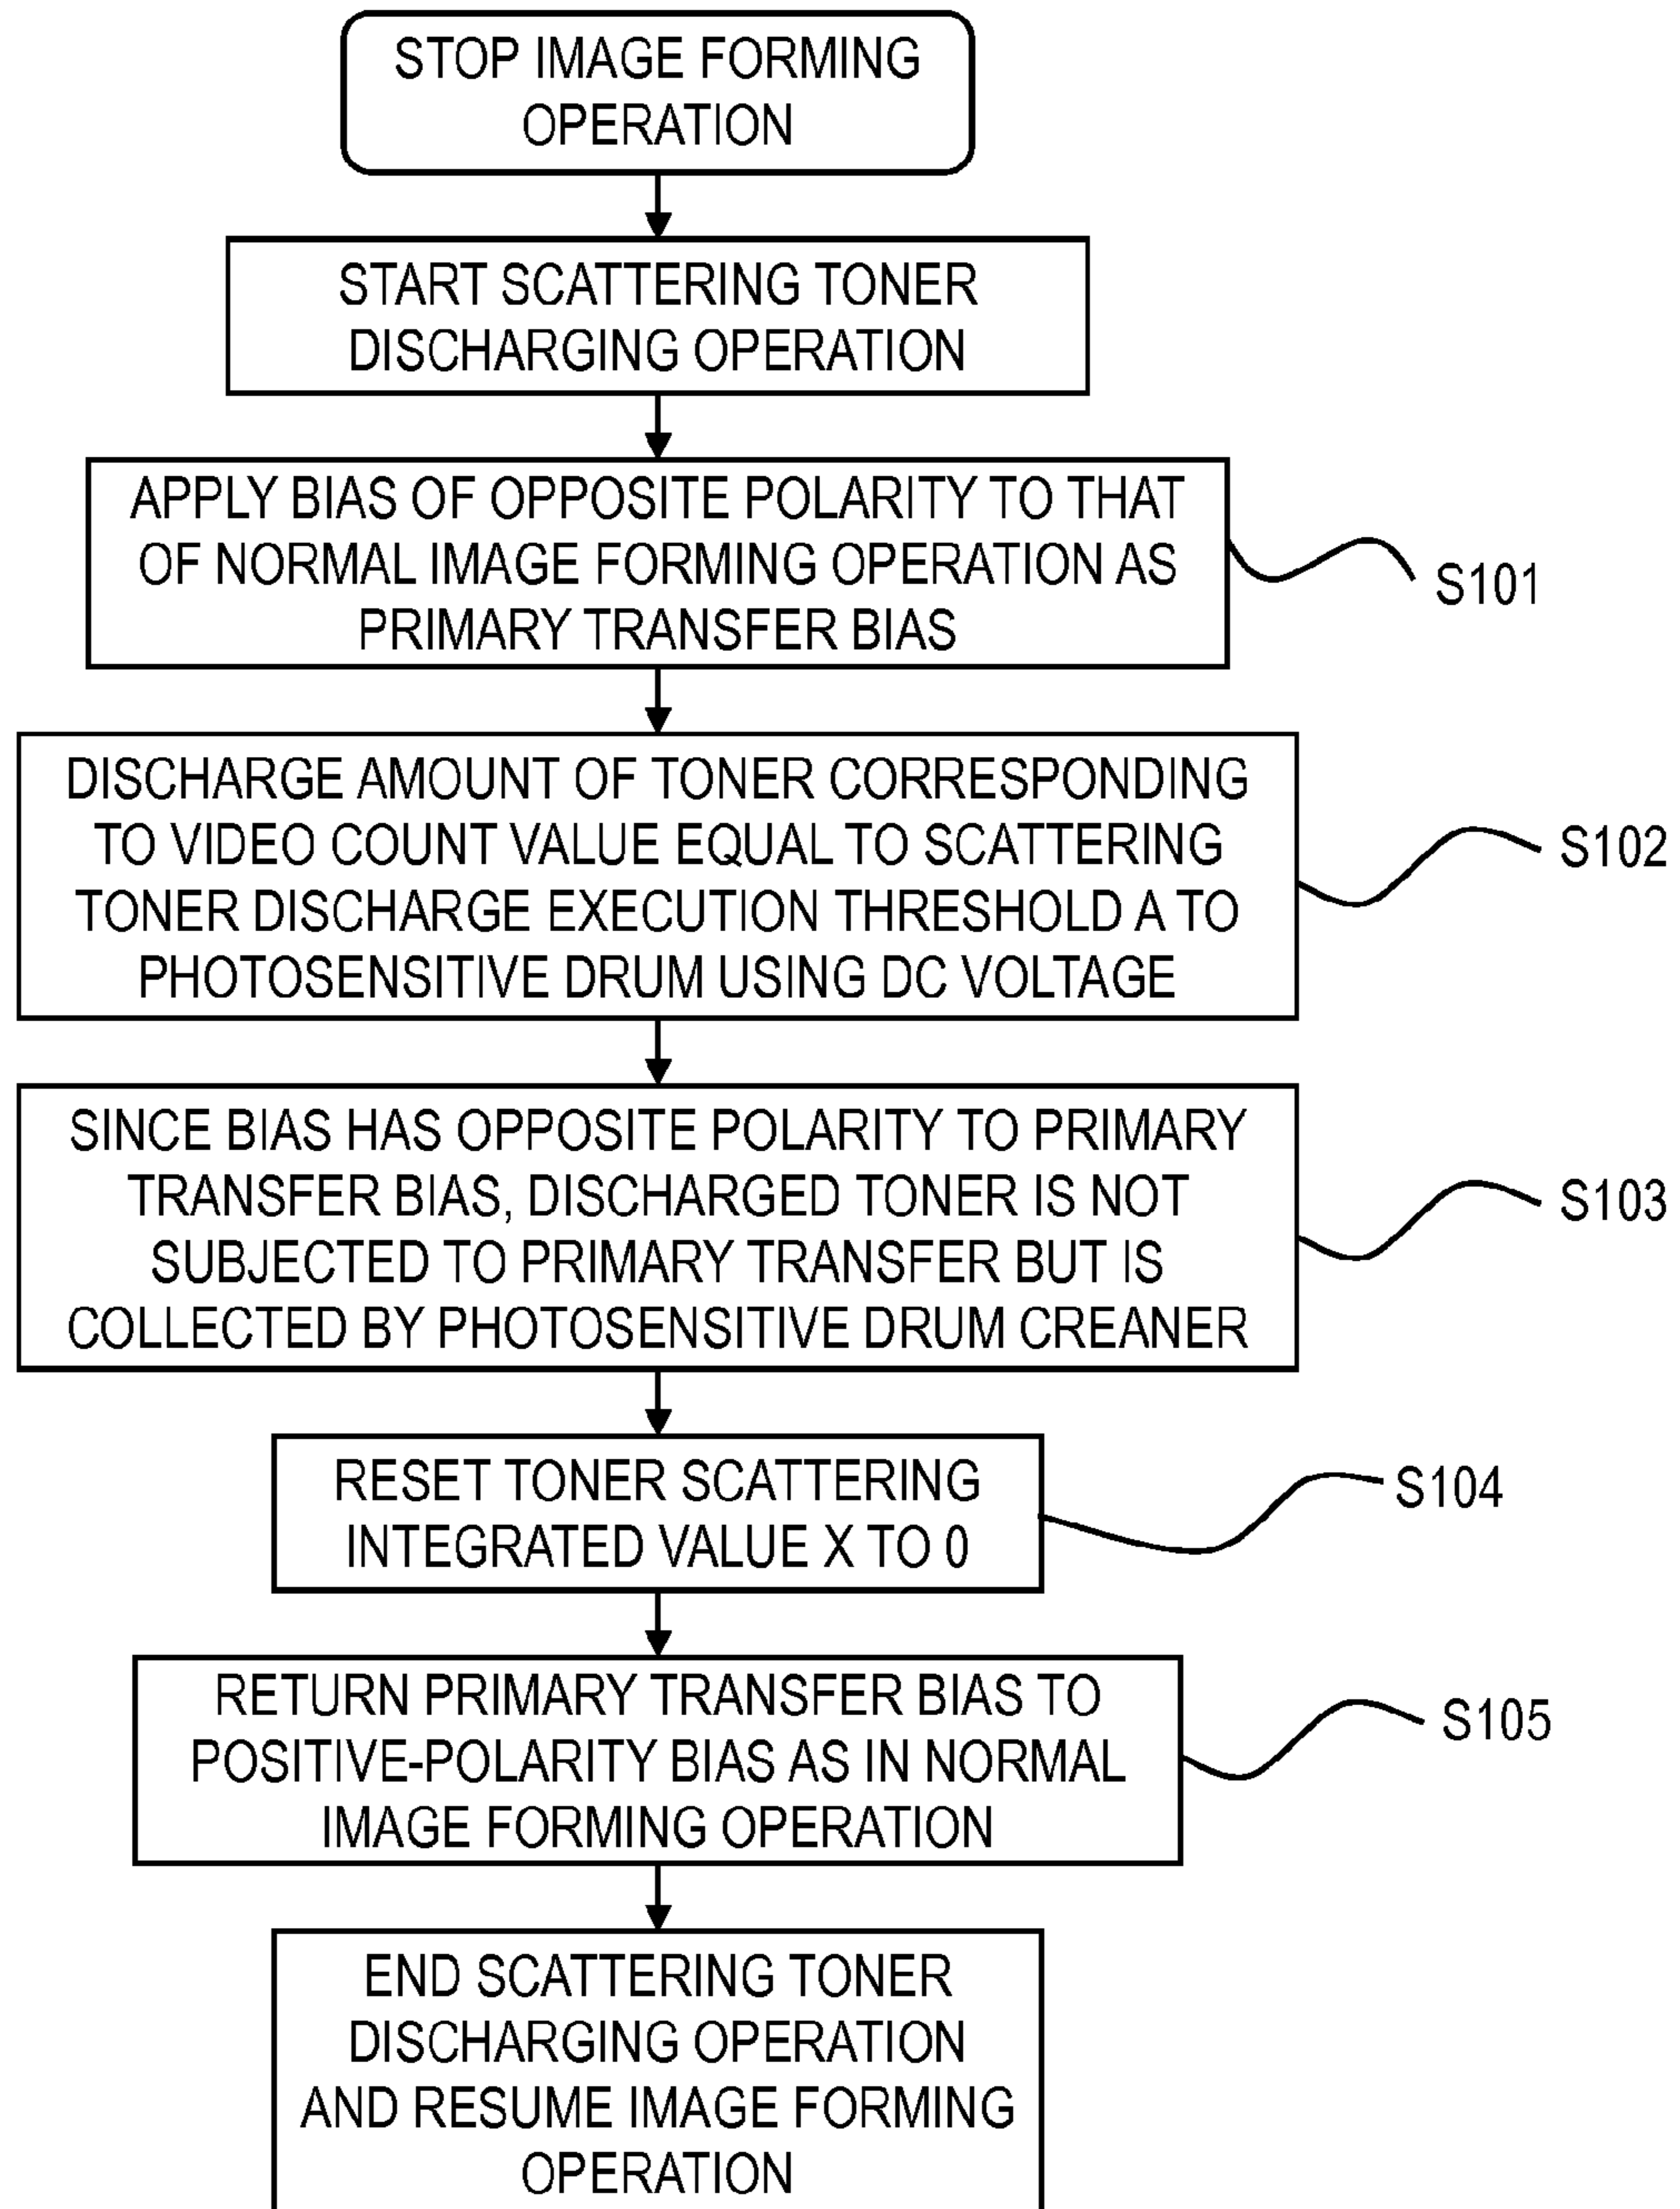 STOP IMAGE FORMING
OPERATION
START SCATTERING TONER
DISCHARGING OPERATION
APPLY BIAS OF OPPOSITE POLARITY TO THAT
OF NORMAL IMAGE FORMING OPERATION AS
PRIMARY TRANSFER BIAS
S101
DISCHARGE AMOUNT OF TONER CORRESPONDING
TO VIDEO COUNT VALUE EQUAL TO SCATTERING
TONER DISCHARGE EXECUTION THRESHOLD A TO
PHOTOSENSITIVE DRUM USING DC VOLTAGE
S102
SINCE BIAS HAS OPPOSITE POLARITY TO PRIMARY
TRANSFER BIAS, DISCHARGED TONER IS NOT
SUBJECTED TO PRIMARY TRANSFER BUT IS
COLLECTED BY PHOTOSENSITIVE DRUM CREANER
S103
RESET TONER SCATTERING
INTEGRATED VALUE X TO 0
S104
RETURN PRIMARY TRANSFER BIAS TO
POSITIVE-POLARITY BIAS AS IN NORMAL
IMAGE FORMING OPERATION
S105
END SCATTERING TONER
DISCHARGING OPERATION
AND RESUME IMAGE FORMING
OPERATION